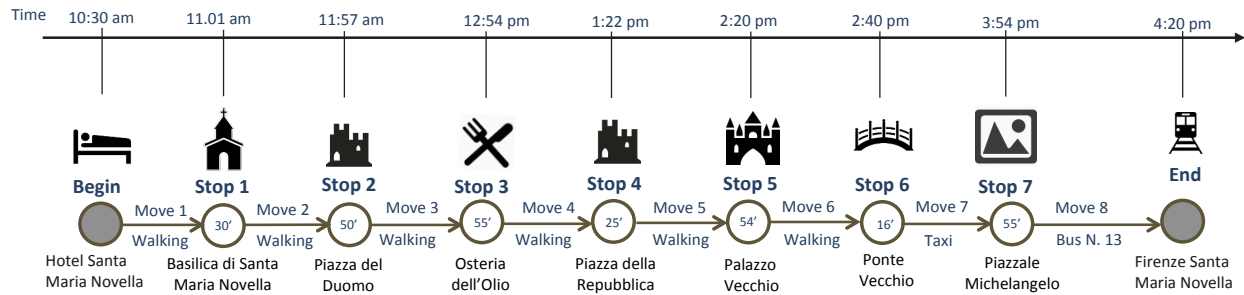 Time
10:30 am
11.01 am
11:57 am
12:54 pm
1:22 pm
2:20 pm
2:40 pm
3:54 pm
4:20 pm
Begin
Stop 1
Stop 2
Stop 3
Stop 4
Stop 5
Stop 6
Stop 7
End
Move 1
Move 2
Move 3
Move 4
Move 5
Move 6
Move 7
Move 8
30’
50’
55’
25’
54’
16’
55’
Walking
Walking
Walking
Walking
Walking
Walking
Taxi
Bus N. 13
Hotel Santa
Maria Novella
Basilica di Santa
Maria Novella
Piazza del
Duomo
Osteria
dell’Olio
Piazza della
Repubblica
Palazzo
Vecchio
Ponte
Vecchio
Piazzale
Michelangelo
Firenze Santa
Maria Novella